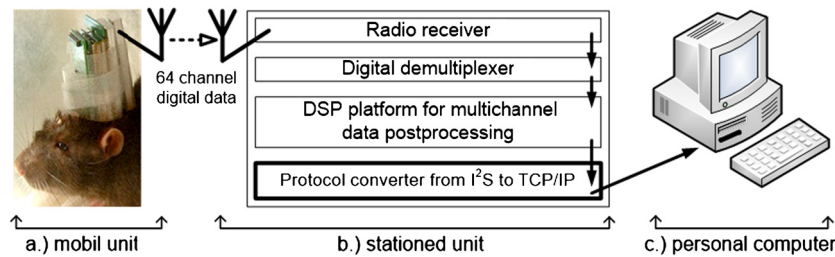 Radio receiver
64 channel
digital data
Digital demultiplexer
DSP platform for multichannel
data postprocessing
Protocol converter from I²S to TCP/IP
a.) mobil unit
b.) stationed unit
c.) personal computer